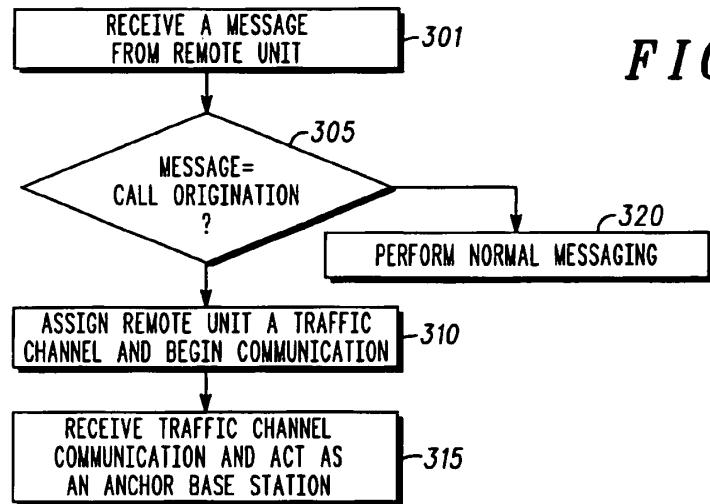 RECEIVE A MESSAGE
FROM REMOTE UNIT
301
FIG
305
MESSAGE=
CALL ORIGINATION
?
320
PERFORM NORMAL MESSAGING
ASSIGN REMOTE UNIT A TRAFFIC
CHANNEL AND BEGIN COMMUNICATION
310
RECEIVE TRAFFIC CHANNEL
COMMUNICATION AND ACT AS
AN ANCHOR BASE STATION
315